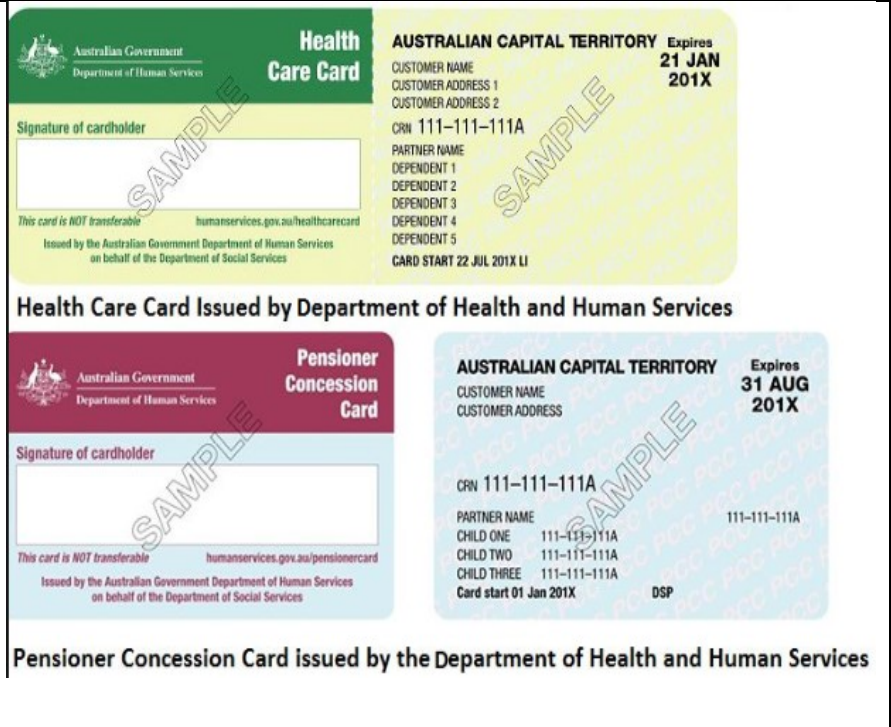 Australian Government
Department of Human Services
Health
Care Card
Signature of cardholder
This card is NOT transferable humanservices.gov.au/healthcarecard
Issued by the Australian Government Department of Human Services
on behalf of the Department of Social Services
SAMPLE
AUSTRALIAN CAPITAL TERRITORY Expires
21 JAN
201X
CUSTOMER NAME
CUSTOMER ADDRESS 1
CUSTOMER ADDRESS 2
CRN 111-111-111A
PARTNER NAME
DEPENDENT 1
DEPENDENT 2
DEPENDENT 3
DEPENDENT 4
DEPENDENT 5
CARD START 22 JUL 201X LI
SAMPLE
Health Care Card Issued by Department of Health and Human Services
Australian Government
Department of Human Services
Pensioner
Concession
Card
Signature of cardholder
This card is NOT transferable humanservices.gov.au/pensionercard
Issued by the Australian Government Department of Human Services
on behalf of the Department of Social Services
SAMPLE
AUSTRALIAN CAPITAL TERRITORY Expires
31 AUG
201X
CUSTOMER NAME
CUSTOMER ADDRESS
CRN 111-111-111A
PARTNER NAME 111-111-111A
CHILD ONE 111-111-111A
CHILD TWO 111-111-111A
CHILD THREE 111-111-111A
Card start 01 Jan 201X DSP
SAMPLE
Pensioner Concession Card issued by the Department of Health and Human Services